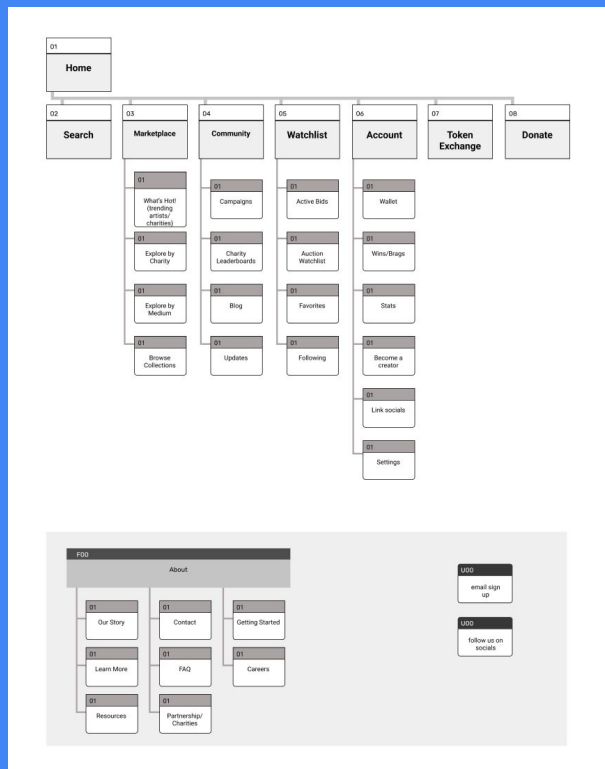 01
Home
02
Search
03
Marketplace
04
Community
05
Watchlist
06
Account
07
Token
Exchange
08
Donate
01
What's Hot!
(trending
artists/
charities)
01
Explore by
Charity
01
Explore by
Medium
01
Browse
Collections
01
Campaigns
01
Charity
Leaderboards
01
Blog
01
Updates
01
Active Bids
01
Auction
Watchlist
01
Favorites
01
Following
01
Wallet
01
Wins/Brags
01
Stats
01
Become a
creator
01
Link socials
01
Settings
F00
About
01
Our Story
01
Learn More
01
Resources
01
Contact
01
FAQ
01
Partnership/
Charities
01
Getting Started
01
Careers
U00
email sign
up
U00
follow us on
socials